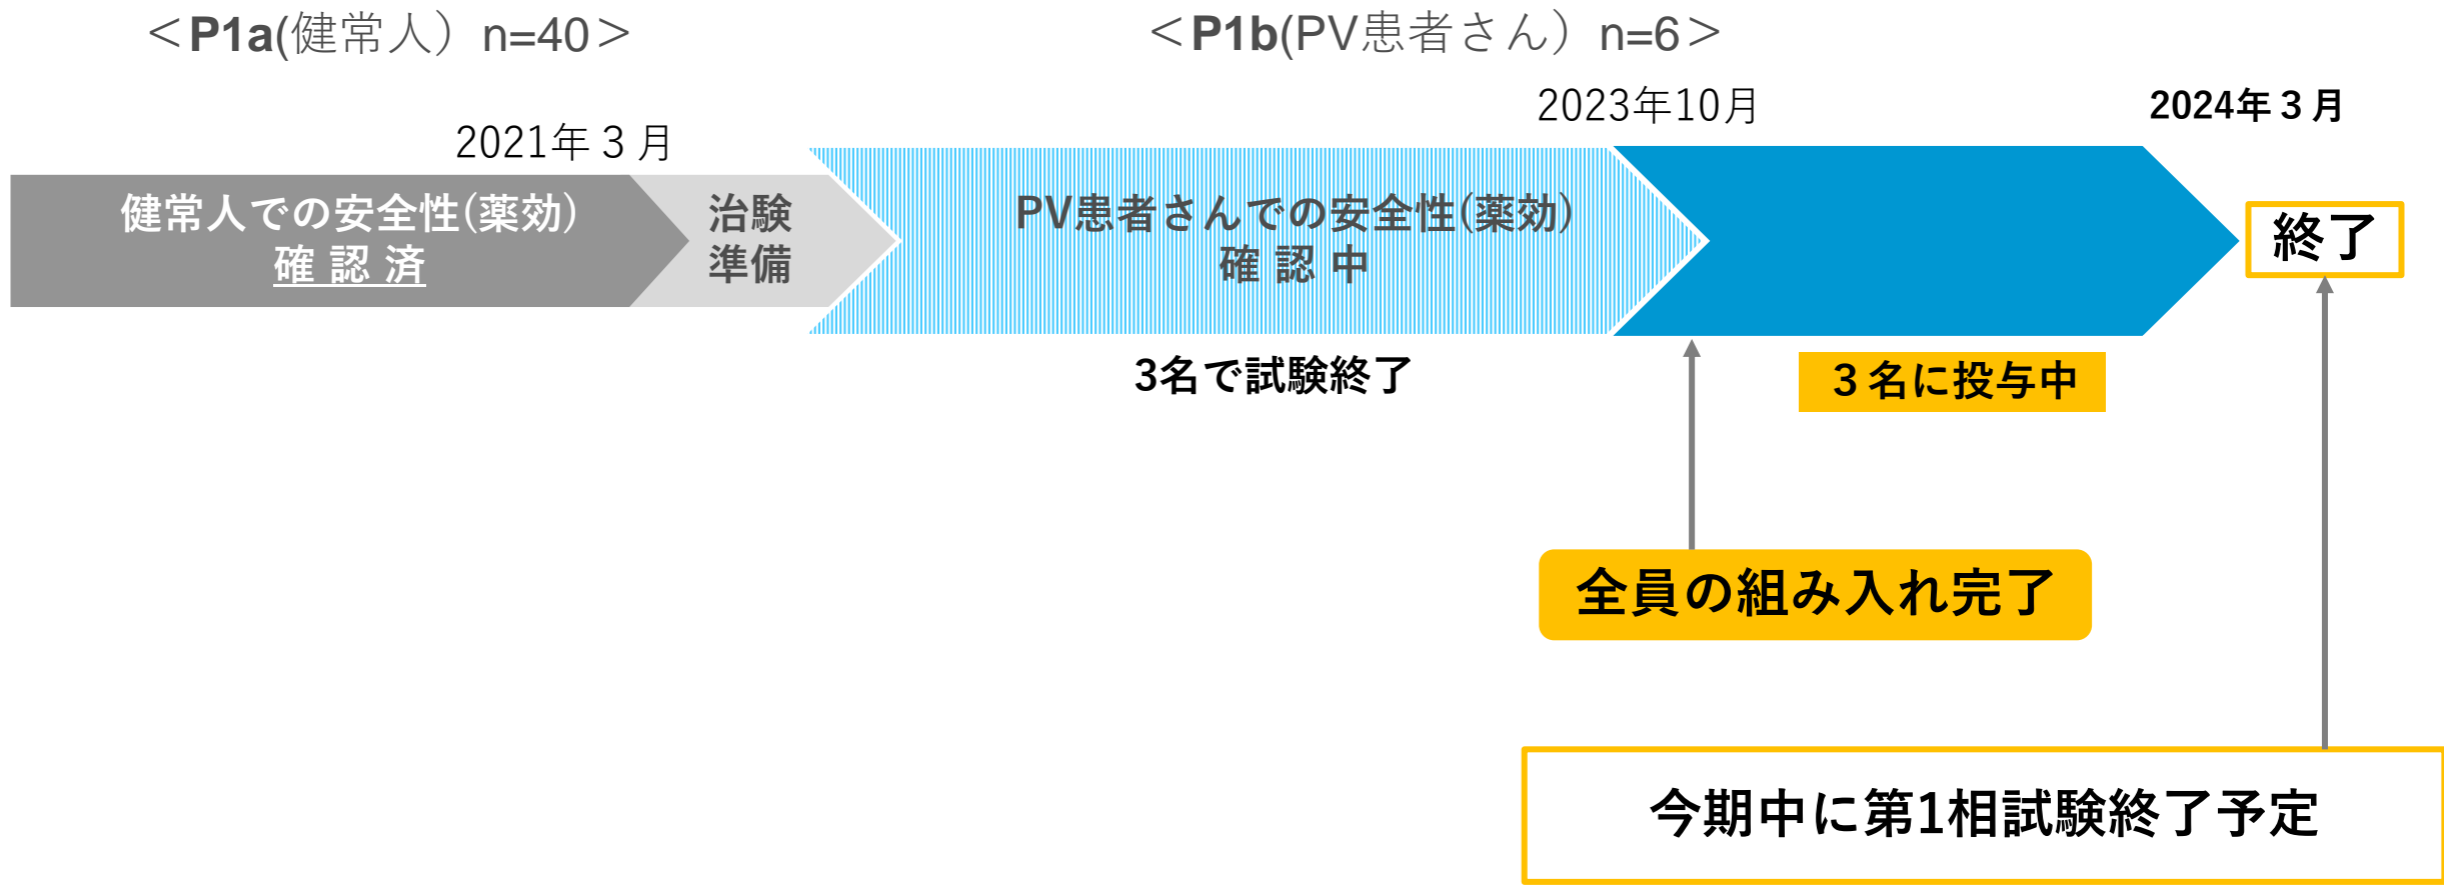 ＜P1a(健常人）n=40＞
＜P1b(PV患者さん）n=6＞
2021年３月
2023年10月
2024年３月
健常人での安全性(薬効)
確 認 済
治験
準備
PV患者さんでの安全性(薬効)
確 認 中
終了
3名で試験終了
３名に投与中
全員の組み入れ完了
今期中に第1相試験終了予定